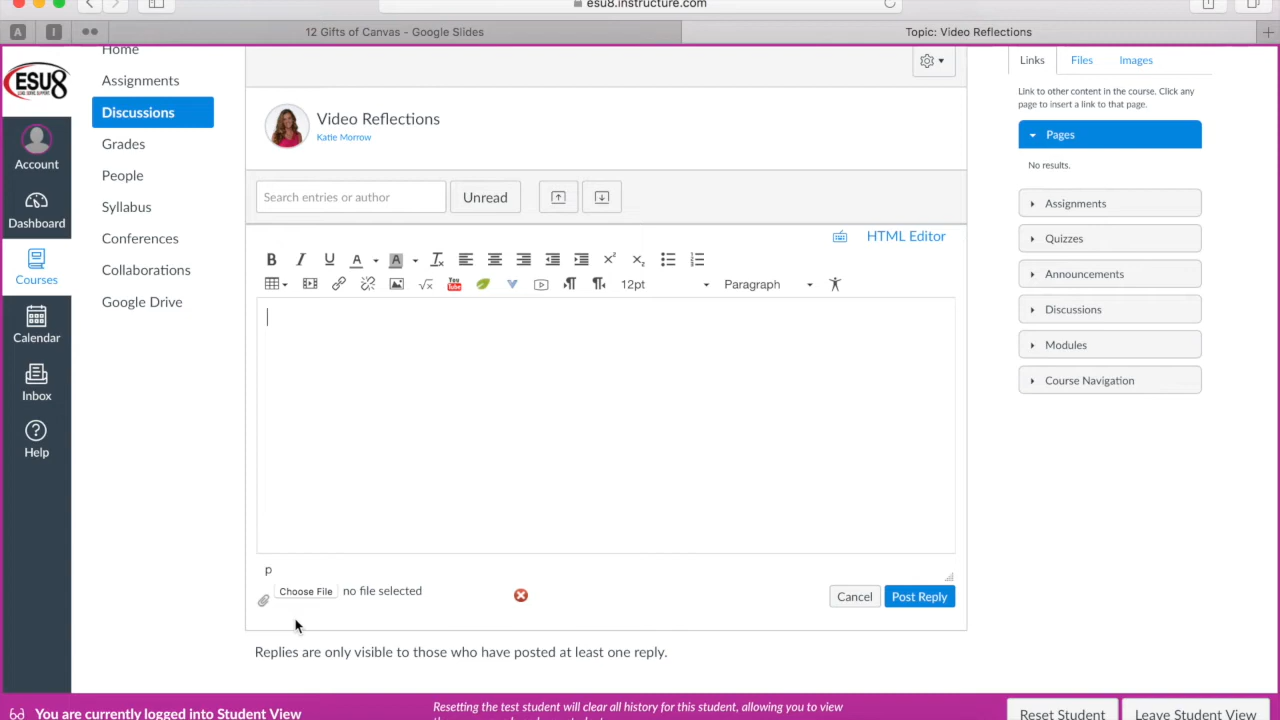 esu8.instructure.com
A
I
12 Gifts of Canvas - Google Slides
Topic: Video Reflections
ESU8
Account
Dashboard
Courses
Calendar
Inbox
Help
Home
Assignments
Discussions
Grades
People
Syllabus
Conferences
Collaborations
Google Drive
Video Reflections
Katie Morrow
Search entries or author
Unread
HTML Editor
12pt
Paragraph
p
Choose File no file selected
Cancel
Post Reply
Replies are only visible to those who have posted at least one reply.
Links
Files
Images
Link to other content in the course. Click any
page to insert a link to that page.
Pages
No results.
Assignments
Quizzes
Announcements
Discussions
Modules
Course Navigation
You are currently logged into Student View
Resetting the test student will clear all history for this student, allowing you to view
Reset Student
Leave Student View